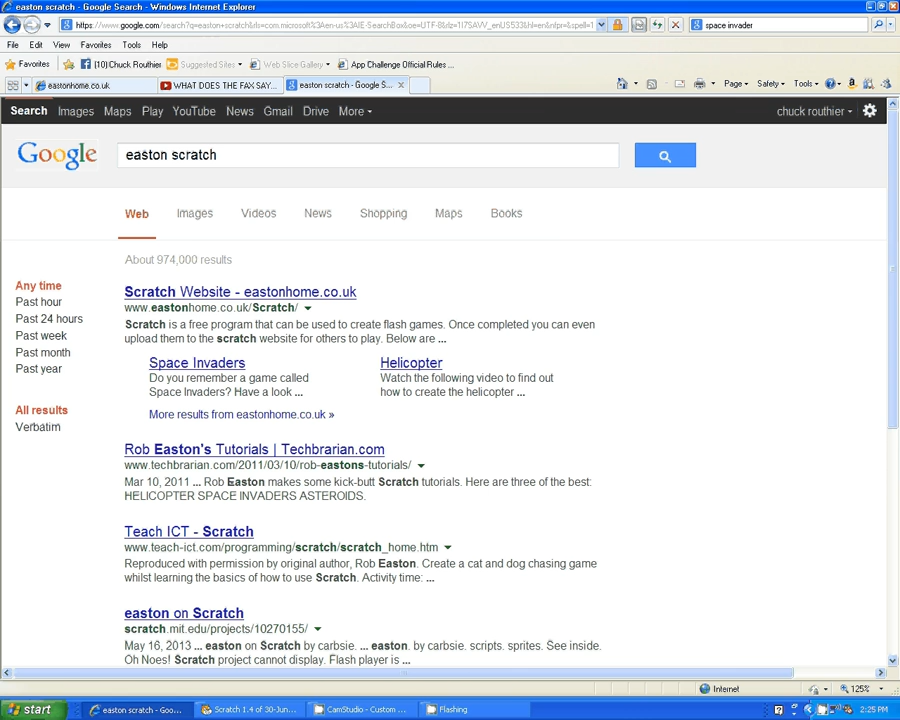 easton scratch - Google Search - Windows Internet Explorer
space invader
File Edit View Favorites Tools Help
Favorites (10)Chuck Routhier Suggested Sites Web Slice Gallery App Challenge Official Rules ...
eastonhome.co.uk WHAT DOES THE FAX SAY... easton scratch - Google S...
Page Safety Tools
Search Images Maps Play YouTube News Gmail Drive More chuck routhier
Google easton scratch
Web Images Videos News Shopping Maps Books
About 974,000 results
Any time
Past hour
Past 24 hours
Past week
Past month
Past year
All results
Verbatim
Scratch Website - eastonhome.co.uk
www.eastonhome.co.uk/Scratch/
Scratch is a free program that can be used to create flash games. Once completed you can even
upload them to the scratch website for others to play. Below are ...
Space Invaders
Do you remember a game called
Space Invaders? Have a look ...
Helicopter
Watch the following video to find out
how to create the helicopter ...
More results from eastonhome.co.uk »
Rob Easton's Tutorials | Techbrarian.com
www.techbrarian.com/2011/03/10/rob-eastons-tutorials/
Mar 10, 2011 ... Rob Easton makes some kick-butt Scratch tutorials. Here are three of the best:
HELICOPTER SPACE INVADERS ASTEROIDS.
Teach ICT - Scratch
www.teach-ict.com/programming/scratch/scratch_home.htm
Reproduced with permission by original author, Rob Easton. Create a cat and dog chasing game
whilst learning the basics of how to use Scratch. Activity time: ...
easton on Scratch
scratch.mit.edu/projects/10270155/
May 16, 2013 ... easton on Scratch by carbsie. ... easton. by carbsie. scripts. sprites. See inside.
Oh Noes! Scratch project cannot display. Flash player is ...
Internet 125%
start easton scratch - Goo... Scratch 1.4 of 30-Jun... CamStudio - Custom ... Flashing 2:25 PM